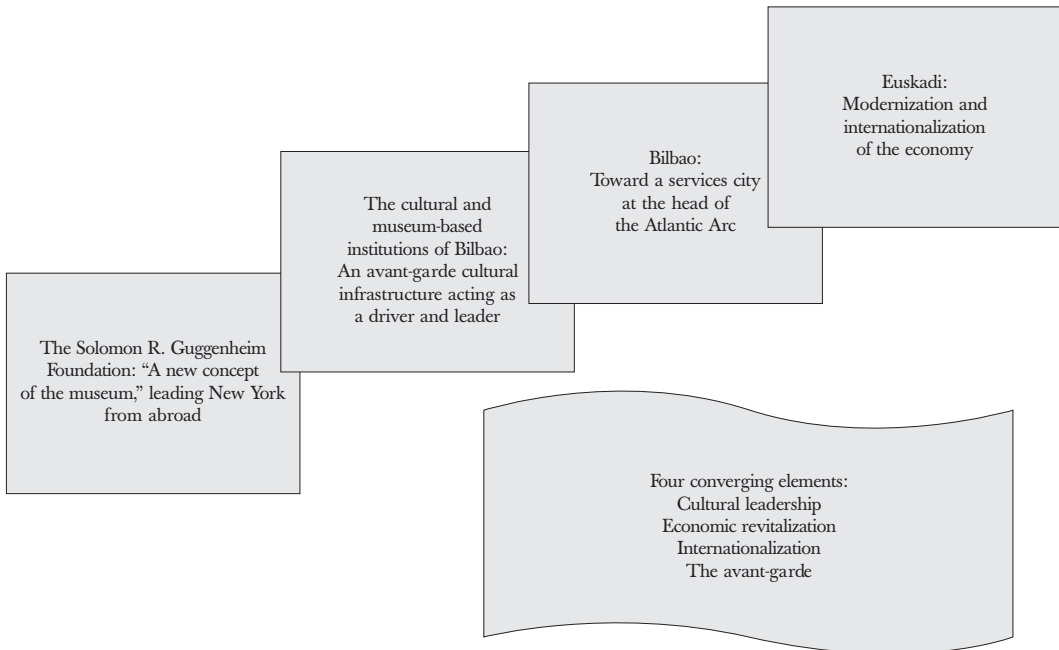 The Solomon R. Guggenheim
Foundation: “A new concept
of the museum,” leading New York
from abroad
The cultural and
museum-based
institutions of Bilbao:
An avant-garde cultural
infrastructure acting as
a driver and leader
Bilbao:
Toward a services city
at the head of
the Atlantic Arc
Euskadi:
Modernization and
internationalization
of the economy
Four converging elements:
Cultural leadership
Economic revitalization
Internationalization
The avant-garde